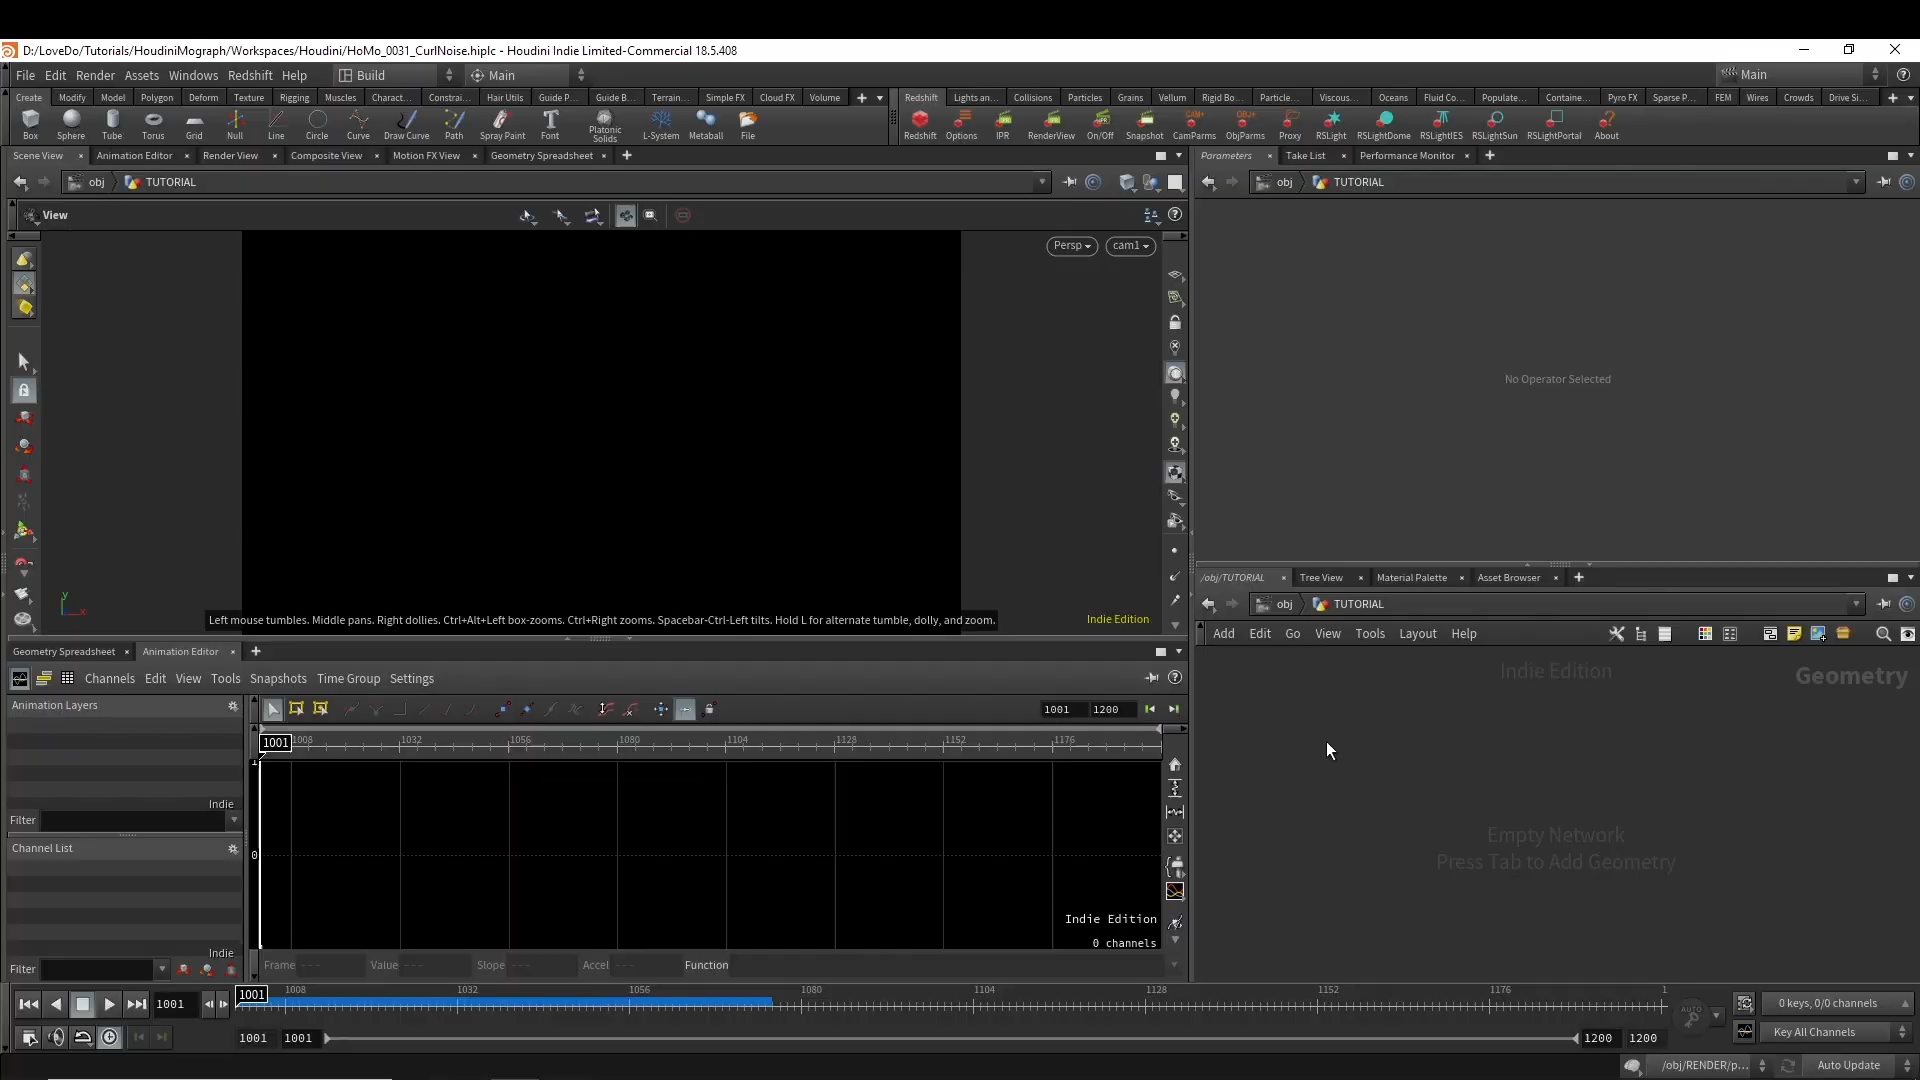 D:/LoveDo/Tutorials/HoudiniMograph/Workspaces/Houdini/HoMo_0031_CurlNoise.hiplc - Houdini Indie Limited-Commercial 18.5.408
File Edit Render Assets Windows Redshift Help Build Main Main
Create Modify Model Polygon Deform Texture Rigging Muscles Charact... Constrai... Hair Utils Guide P... Guide B... Terrain... Simple FX Cloud FX Volume Redshift Lights an... Collisions Particles Grains Vellum Rigid Bo... Particle... Viscous... Oceans Fluid Co... Populate... Containe... Pyro FX Sparse P... FEM Wires Crowds Drive Si...
Box Sphere Tube Torus Grid Null Line Circle Curve Draw Curve Path Spray Paint Font Platonic Solids L-System Metaball File Redshift Options IPR RenderView On/Off Snapshot CamParms ObjParms Proxy RSLight RSLightDome RSLightIES RSLightSun RSLightPortal About
Scene View Animation Editor Render View Composite View Motion FX View Geometry Spreadsheet Parameters Take List Performance Monitor
obj TUTORIAL obj TUTORIAL
View
Persp cam1
No Operator Selected
Left mouse tumbles. Middle pans. Right dollies. Ctrl+Alt+Left box-zooms. Ctrl+Right zooms. Spacebar-Ctrl-Left tilts. Hold L for alternate tumble, dolly, and zoom.
Indie Edition
/obj/TUTORIAL Tree View Material Palette Asset Browser
obj TUTORIAL
Add Edit Go View Tools Layout Help
Indie Edition
Geometry
Empty Network
Press Tab to Add Geometry
Geometry Spreadsheet Animation Editor
Channels Edit View Tools Snapshots Time Group Settings
Animation Layers
1001 1200
1001 1008 1032 1056 1080 1104 1128 1152 1176
1
0
Indie
Filter
Channel List
Indie Edition
0 channels
Indie
Filter
Frame --- Value --- Slope --- Accel --- Function
1001 1001 1008 1032 1056 1080 1104 1128 1152 1176 1
AUTO
0 keys, 0/0 channels
1001 1001 1200 1200
Key All Channels
/obj/RENDER/p... Auto Update